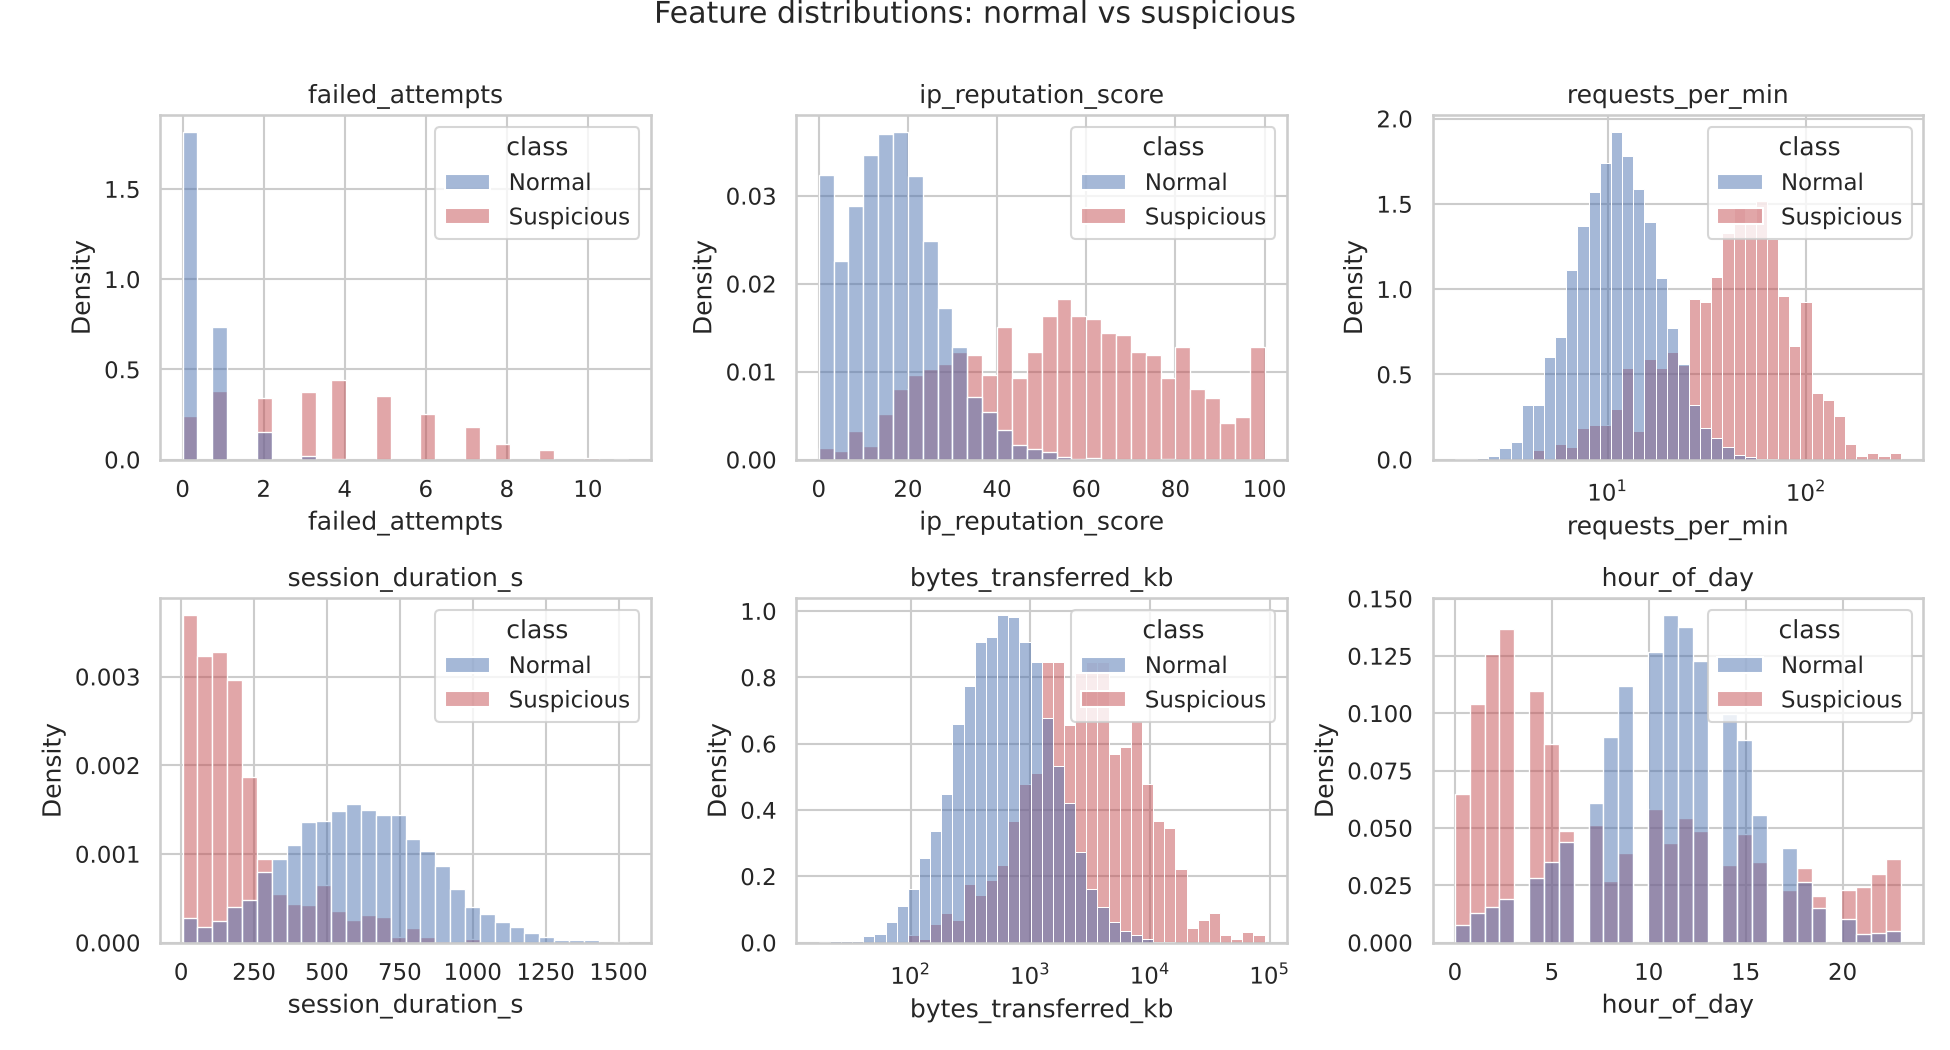 Feature distributions: normal vs suspicious
failed_attempts
class
Normal
Suspicious
Density
0.0
0.5
1.0
1.5
0 2 4 6 8 10
failed_attempts
ip_reputation_score
class
Normal
Suspicious
Density
0.00
0.01
0.02
0.03
0 20 40 60 80 100
ip_reputation_score
requests_per_min
class
Normal
Suspicious
Density
0.0
0.5
1.0
1.5
2.0
10¹ 10²
requests_per_min
session_duration_s
class
Normal
Suspicious
Density
0.000
0.001
0.002
0.003
0 250 500 750 1000 1250 1500
session_duration_s
bytes_transferred_kb
class
Normal
Suspicious
Density
0.0
0.2
0.4
0.6
0.8
1.0
10² 10³ 10⁴ 10⁵
bytes_transferred_kb
hour_of_day
class
Normal
Suspicious
Density
0.000
0.025
0.050
0.075
0.100
0.125
0.150
0 5 10 15 20
hour_of_day